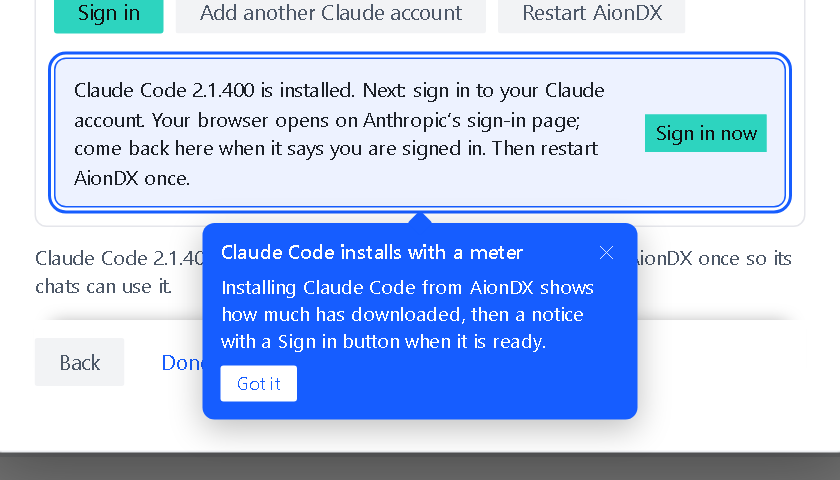 Sign in
Add another Claude account
Restart AionDX
Claude Code 2.1.400 is installed. Next: sign in to your Claude
account. Your browser opens on Anthropic's sign-in page;
come back here when it says you are signed in. Then restart
AionDX once.
Sign in now
Claude Code installs with a meter
Installing Claude Code from AionDX shows
how much has downloaded, then a notice
with a Sign in button when it is ready.
Got it
Claude Code 2.1.40
AionDX once so its
chats can use it.
Back
Done